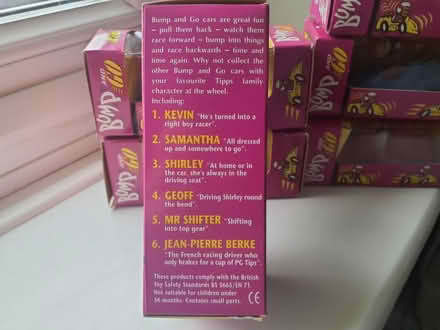 Bump and Go cars are great fun
– pull them back – watch them
race forward – bump into things
and race backwards – time and
time again. Why not collect the
other Bump and Go cars with
your favourite Tipps family
character at the wheel!
Including:
1. KEVIN "He's turned into a
right boy racer".
2. SAMANTHA "All dressed
up and somewhere to go".
3. SHIRLEY "At home or in
the car, she's always in the
driving seat".
4. GEOFF "Driving Shirley round
the bend".
5. MR SHIFTER "Shifting
into top gear".
6. JEAN-PIERRE BERKE
"The French racing driver who
only brakes for a cup of PG Tips".
These products comply with the British
Toy Safety Standards BS 5665/EN 71.
Not suitable for children under
36 months. Contains small parts. CE
BUMP
GO
BUMP
GO
BUMP
GO